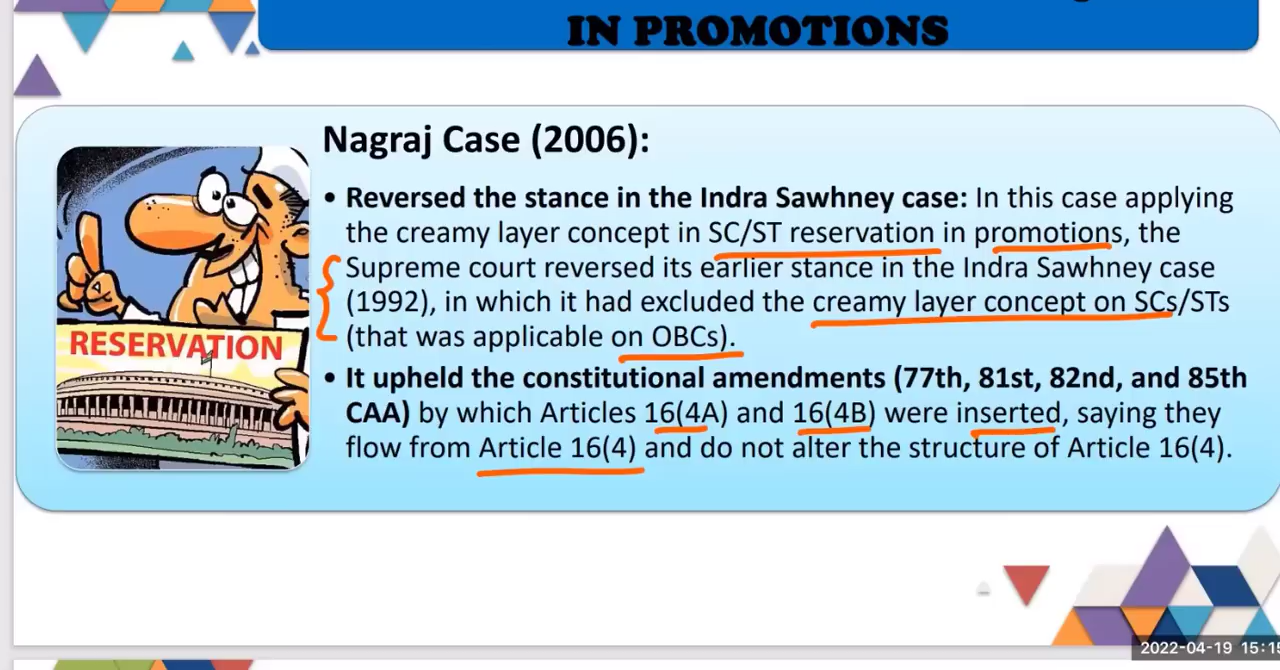 IN PROMOTIONS
Nagraj Case (2006):
• Reversed the stance in the Indra Sawhney case: In this case applying
the creamy layer concept in SC/ST reservation in promotions, the
Supreme court reversed its earlier stance in the Indra Sawhney case
(1992), in which it had excluded the creamy layer concept on SCs/STs
(that was applicable on OBCs).
RESERVATION
• It upheld the constitutional amendments (77th, 81st, 82nd, and 85th
CAA) by which Articles 16(4A) and 16(4B) were inserted, saying they
flow from Article 16(4) and do not alter the structure of Article 16(4).
2022-04-19 15:15